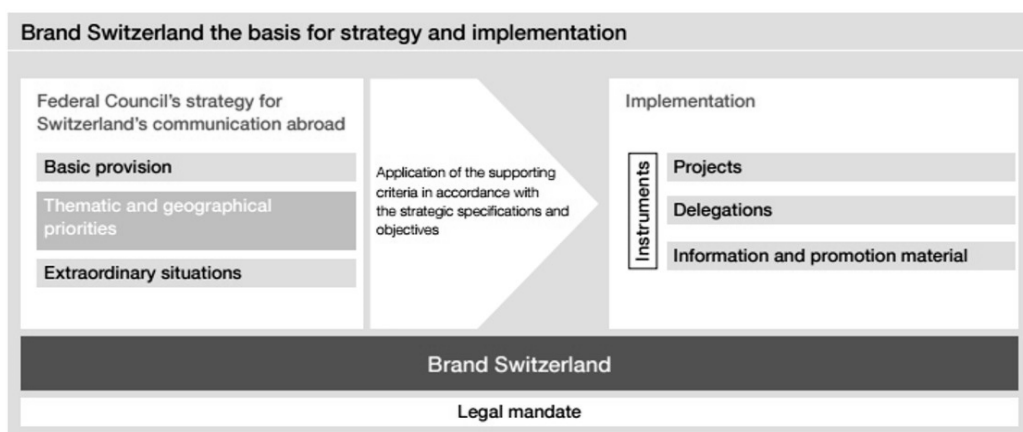 Brand Switzerland the basis for strategy and implementation
Federal Council's strategy for
Switzerland's communication abroad
Basic provision
Thematic and geographical
priorities
Extraordinary situations
Application of the supporting
criteria in accordance with
the strategic specifications and
objectives
Implementation
Instruments
Projects
Delegations
Information and promotion material
Brand Switzerland
Legal mandate